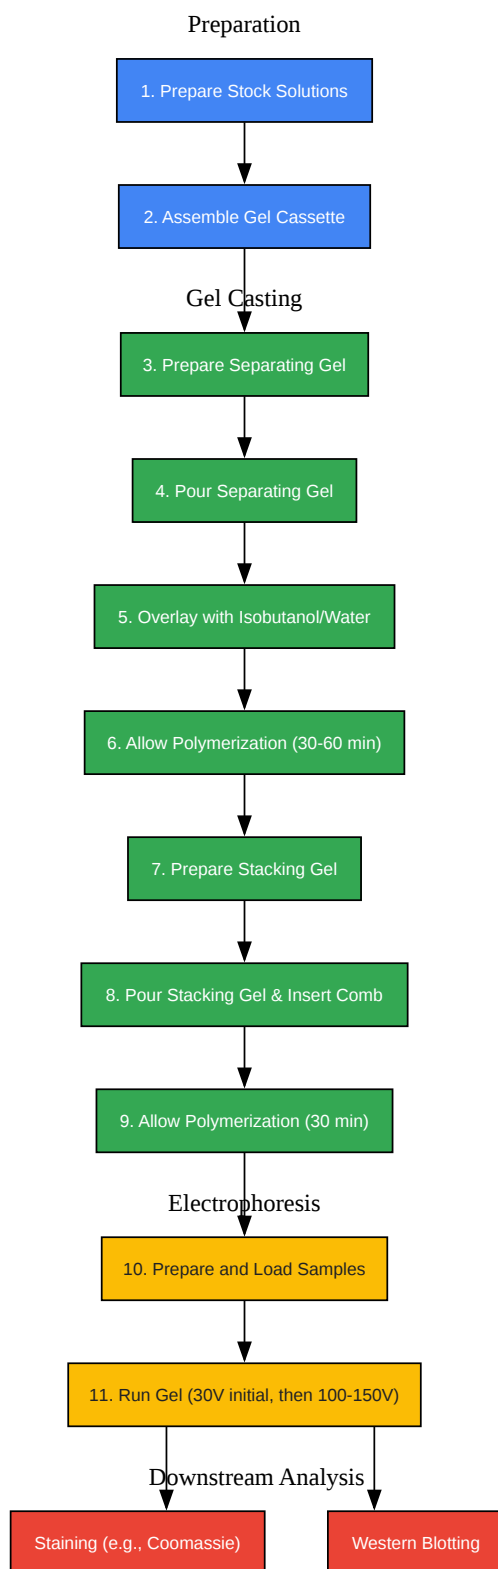 Preparation
1. Prepare Stock Solutions
2. Assemble Gel Cassette
Gel Casting
3. Prepare Separating Gel
4. Pour Separating Gel
5. Overlay with Isobutanol/Water
6. Allow Polymerization (30-60 min)
7. Prepare Stacking Gel
8. Pour Stacking Gel & Insert Comb
9. Allow Polymerization (30 min)
Electrophoresis
10. Prepare and Load Samples
11. Run Gel (30V initial, then 100-150V)
Downstream Analysis
Staining (e.g., Coomassie)
Western Blotting